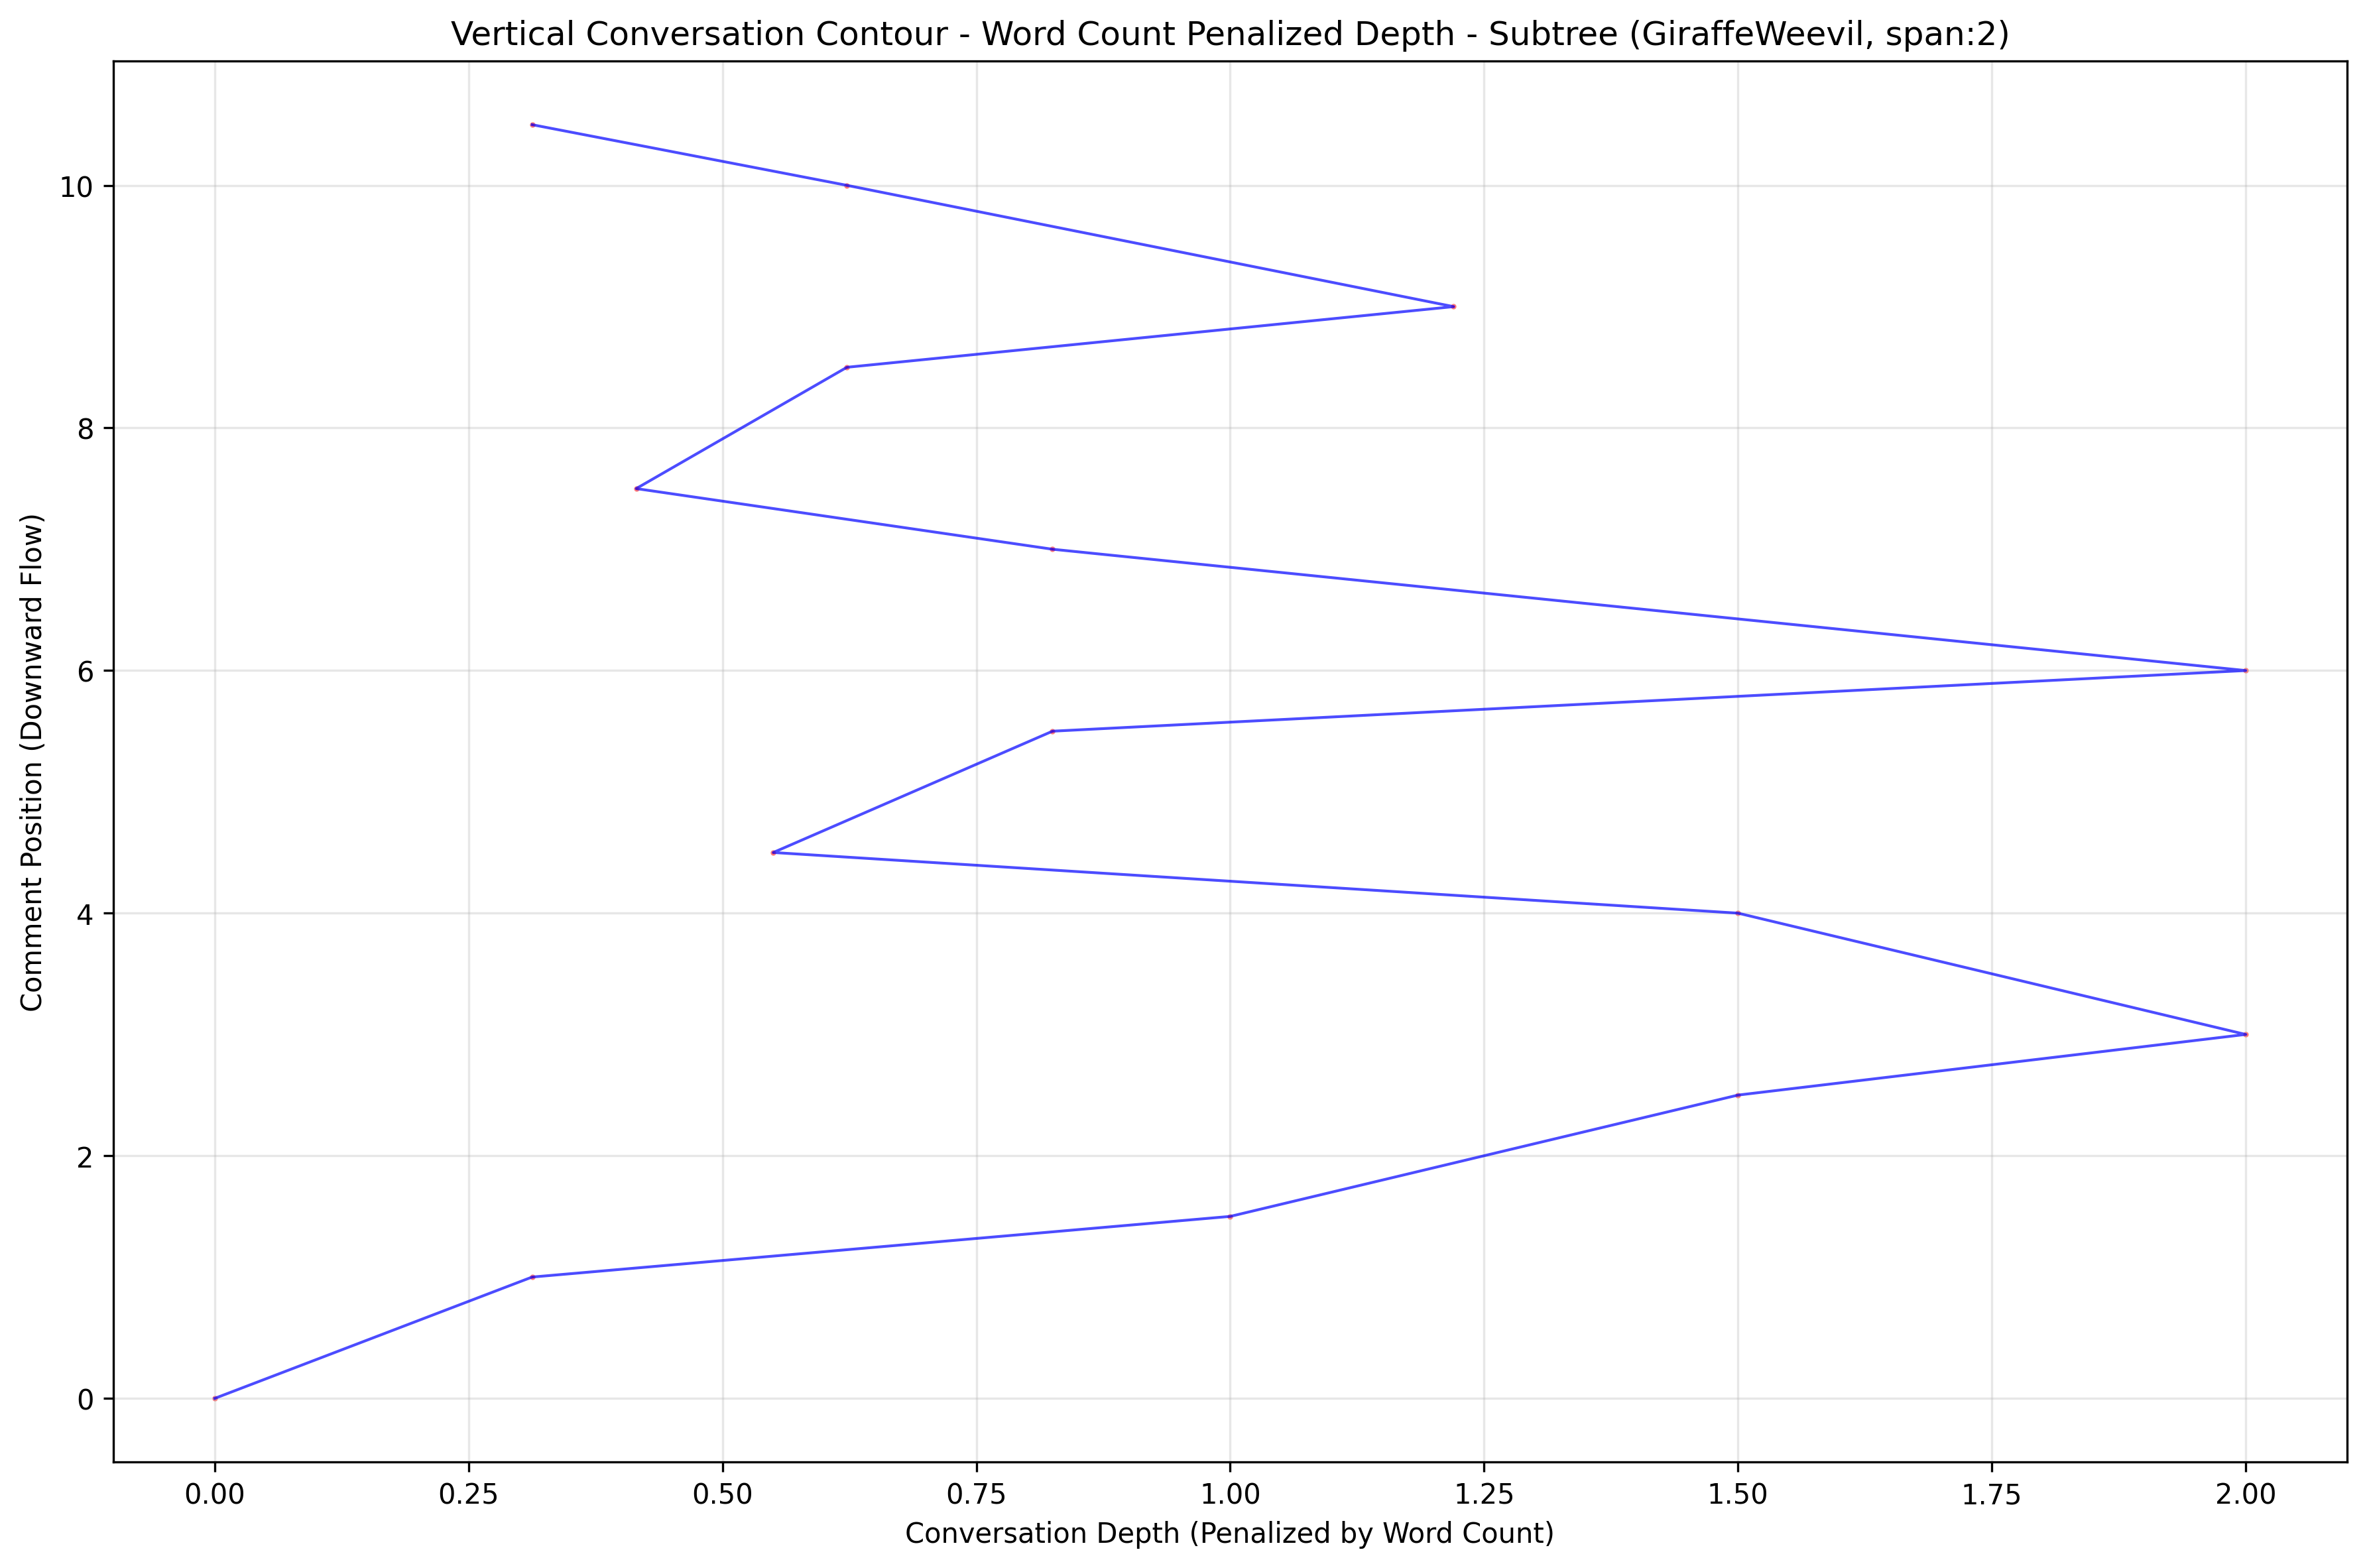 Vertical Conversation Contour - Word Count Penalized Depth - Subtree (GiraffeWeevil, span:2)
Comment Position (Downward Flow)
10
8
6
4
2
0
0.00 0.25 0.50 0.75 1.00 1.25 1.50 1.75 2.00
Conversation Depth (Penalized by Word Count)